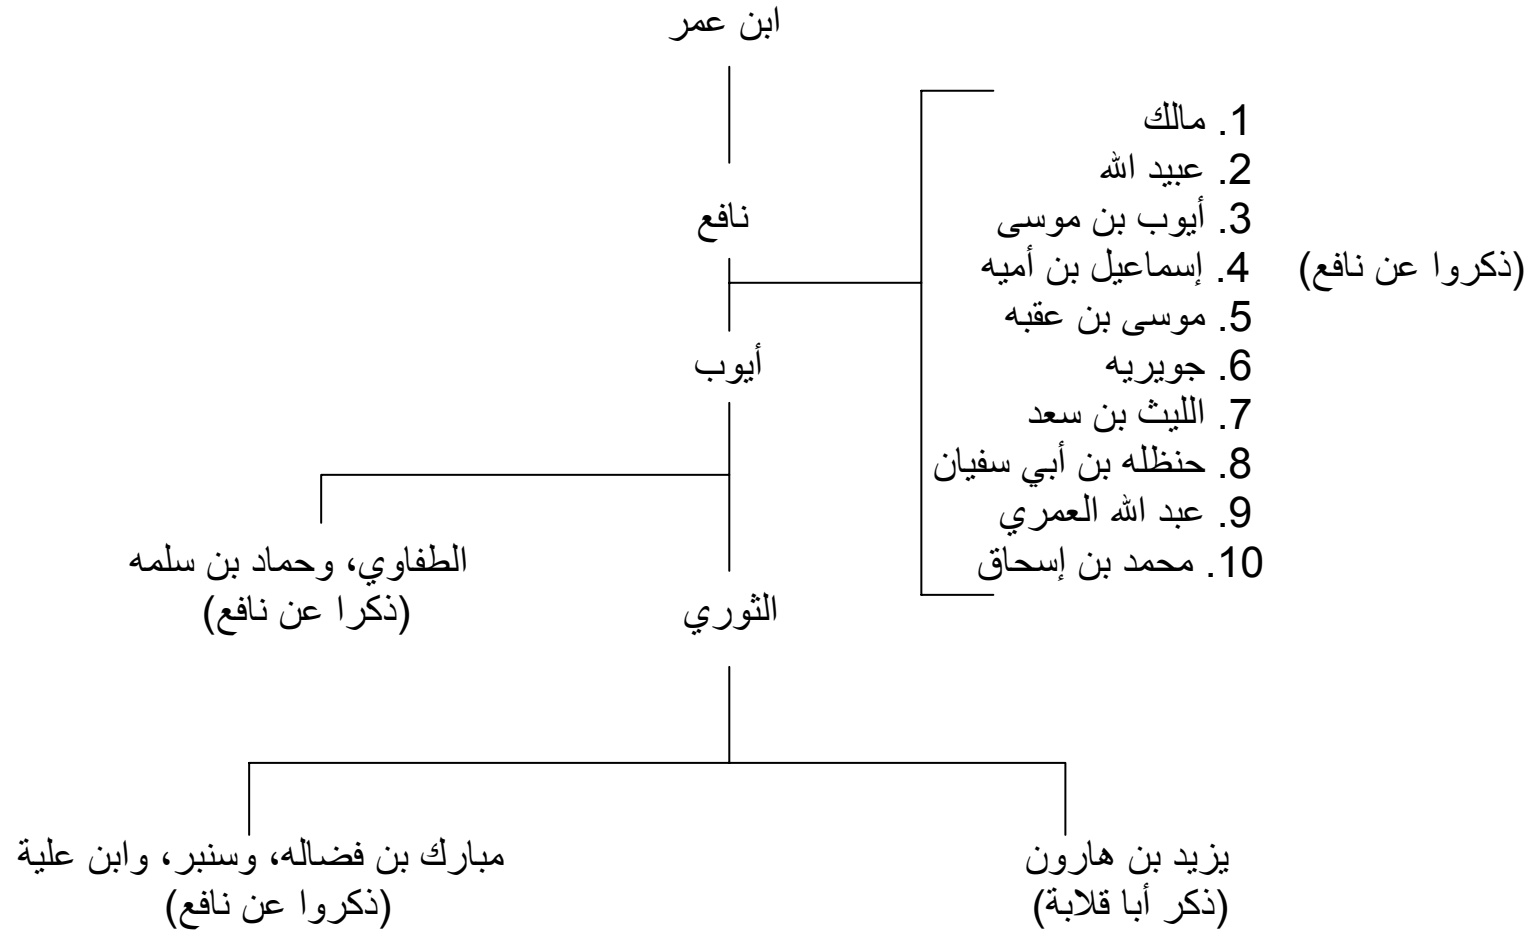 ابن عمر
نافع
1. مالك
2. عبيد الله
3. أيوب بن موسى
4. إسماعيل بن أميه
5. موسى بن عقبه
6. جويريه
7. الليث بن سعد
8. حنظله بن أبي سفيان
9. عبد الله العمري
10. محمد بن إسحاق
(ذكروا عن نافع)
أيوب
الثوري
الطفاوي، وحماد بن سلمه
(ذكرا عن نافع)
يزيد بن هارون
(ذكر أبا قلابة)
مبارك بن فضاله، وسنبر، وابن علية
(ذكروا عن نافع)